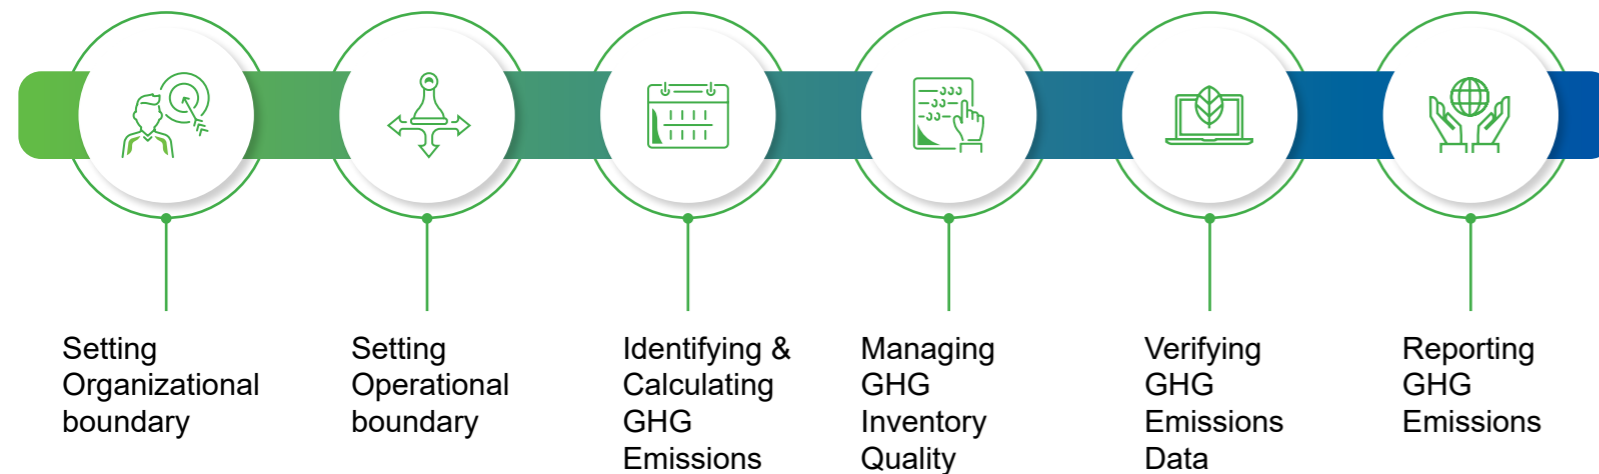 Setting
Organizational
boundary
Setting
Operational
boundary
Identifying &
Calculating
GHG
Emissions
Managing
GHG
Inventory
Quality
Verifying
GHG
Emissions
Data
Reporting
GHG
Emissions